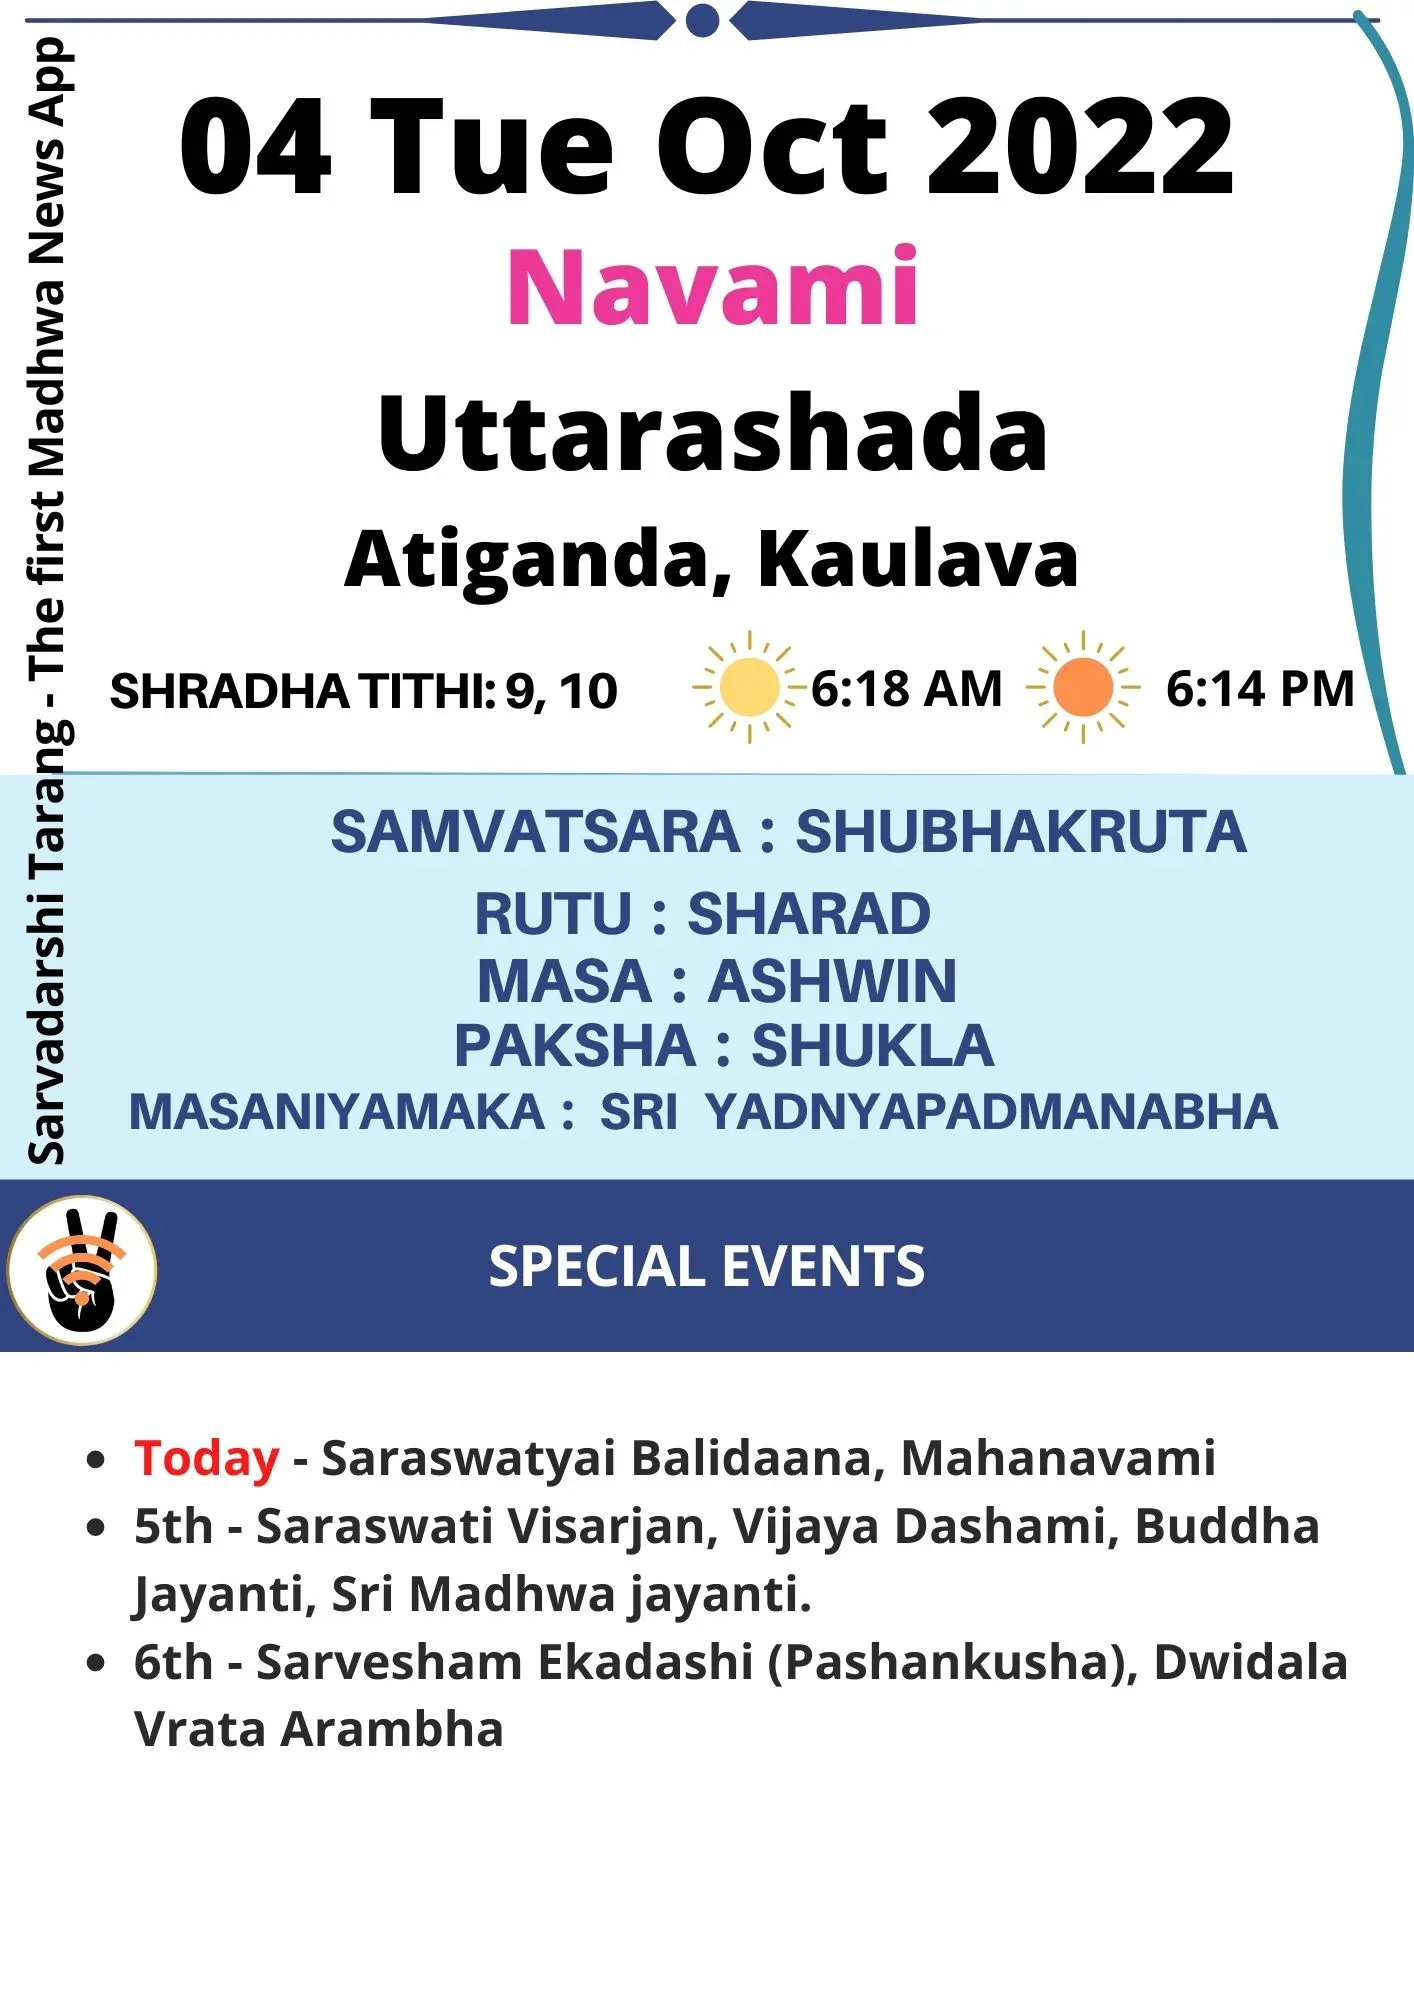 04 Tue Oct 2022
Navami
Uttarashada
Atiganda, Kaulava
SHRADHA TITHI: 9, 10
6:18 AM
6:14 PM
Sarvadarshi Tarang - The first Madhwa News App
SAMVATSARA : SHUBHAKRUTA
RUTU : SHARAD
MASA : ASHWIN
PAKSHA : SHUKLA
MASANIYAMAKA : SRI YADNYAPADMANABHA
SPECIAL EVENTS
• Today - Saraswatyai Balidaana, Mahanavami
• 5th - Saraswati Visarjan, Vijaya Dashami, Buddha
Jayanti, Sri Madhwa jayanti.
• 6th - Sarvesham Ekadashi (Pashankusha), Dwidala
Vrata Arambha